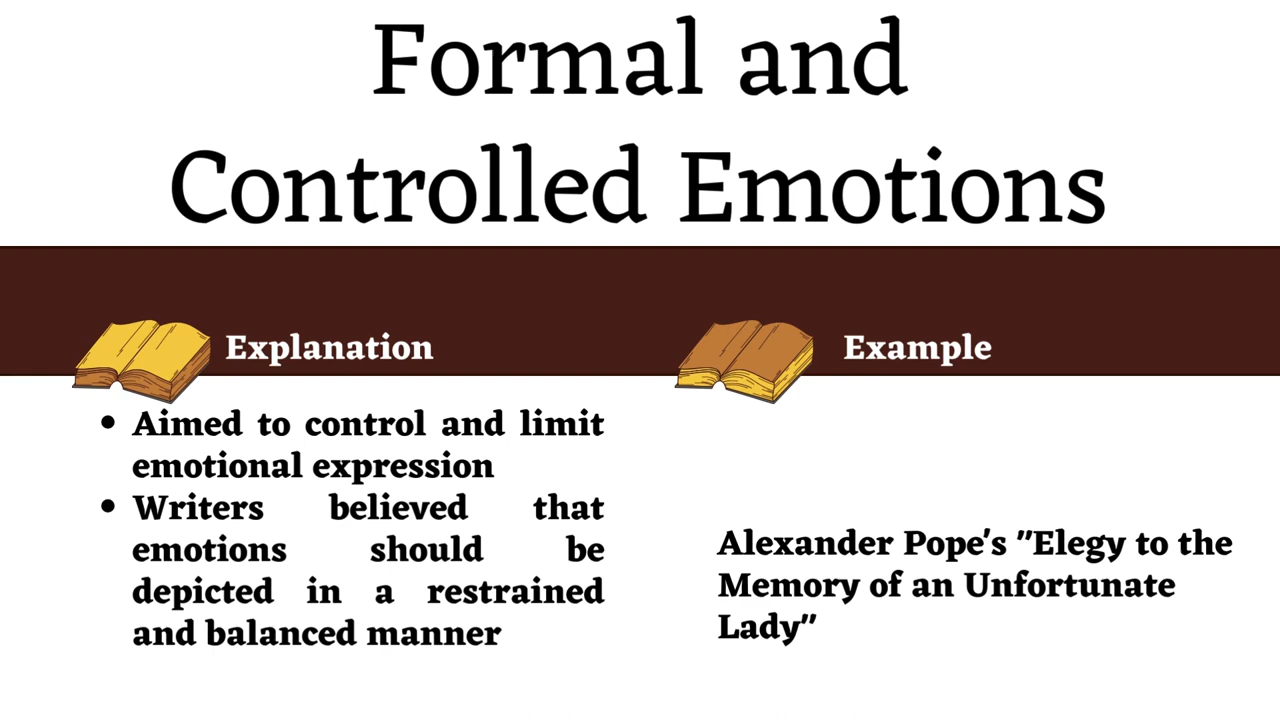 Formal and
Controlled Emotions
Explanation
• Aimed to control and limit
emotional expression
• Writers believed that
emotions should be
depicted in a restrained
and balanced manner
Example
Alexander Pope's "Elegy to the
Memory of an Unfortunate
Lady"